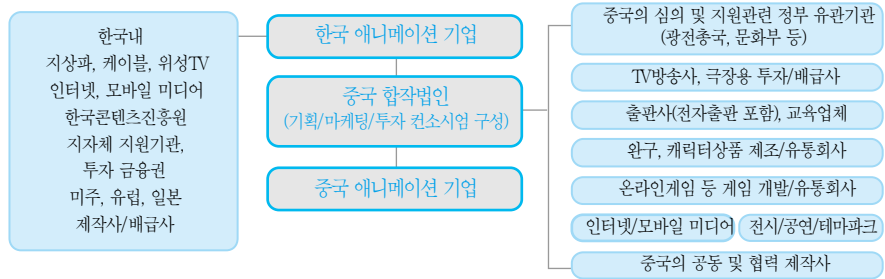 한국내
지상파, 케이블, 위성TV
인터넷, 모바일 미디어
한국콘텐츠진흥원
지자체 지원기관,
투자 금융권
미주, 유럽, 일본
제작사/배급사
한국 애니메이션 기업
중국 합작법인
(기획/마케팅/투자 컨소시엄 구성)
중국 애니메이션 기업
중국의 심의 및 지원관련 정부 유관기관
(광전총국, 문화부 등)
TV방송사, 극장용 투자/배급사
출판사(전자출판 포함), 교육업체
완구, 캐릭터상품 제조/유통회사
온라인게임 등 게임 개발/유통회사
인터넷/모바일 미디어
전시/공연/테마파크
중국의 공동 및 협력 제작사